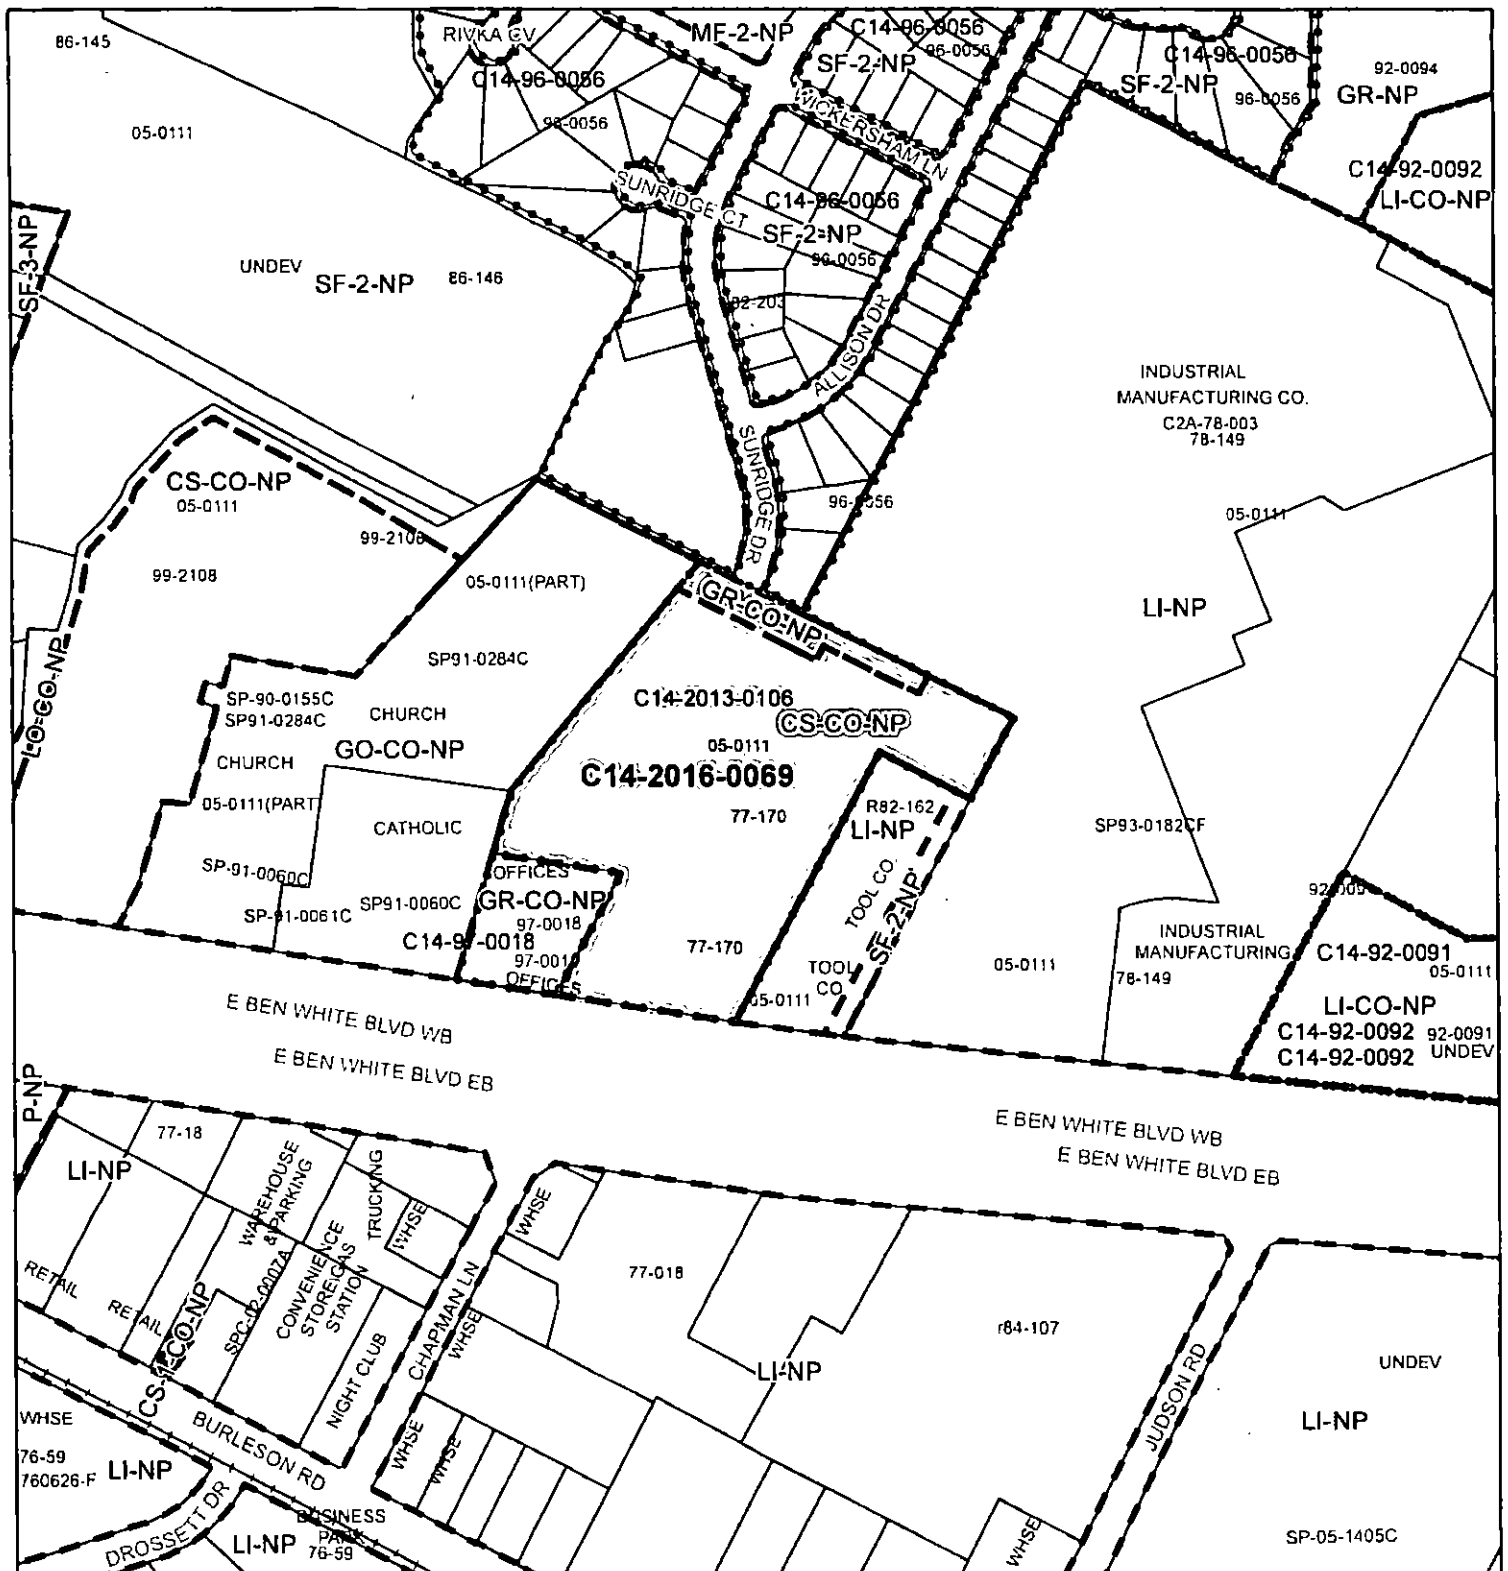 86-145
RIVKA CV
MF-2-NP
C14-96-0056
96-0056
SF-2-NP
C14-96-0056
C14-96-0056
SF-2-NP
96-0056
92-0094
GR-NP
05-0111
96-0056
WICKERSHAM LN
C14-92-0092
LI-CO-NP
SUNRIDGE CT
C14-96-0056
SF-2-NP
96-0056
SF-3-NP
UNDEV
SF-2-NP
86-146
82-203
ALLISON DR
INDUSTRIAL
MANUFACTURING CO.
C2A-78-003
78-149
SUNRIDGE DR
CS-CO-NP
05-0111
99-2108
96-0056
05-0111
99-2108
05-0111(PART)
GR-CO-NP
LI-NP
LO-CO-NP
SP91-0284C
SP-90-0155C
SP91-0284C
CHURCH
GO-CO-NP
CHURCH
05-0111(PART)
C14-2013-0106
CS-CO-NP
05-0111
C14-2016-0069
77-170
R82-162
LI-NP
TOOL CO.
SF-2-NP
SP93-0182CF
CATHOLIC
SP-91-0060C
SP-91-0061C
SP91-0060C
OFFICES
GR-CO-NP
97-0018
C14-97-0018
OFFICES
77-170
TOOL
CO
05-0111
05-0111
INDUSTRIAL
MANUFACTURING
78-149
C14-92-0091
05-0111
LI-CO-NP
C14-92-0092
92-0091
C14-92-0092
UNDEV
E BEN WHITE BLVD WB
E BEN WHITE BLVD EB
E BEN WHITE BLVD WB
E BEN WHITE BLVD EB
P-NP
77-18
LI-NP
WAREHOUSE
& PARKING
TRUCKING
WHSE
WHSE
RETAIL
RETAIL
CS-1-CO-NP
SPC-02-0007A
CONVENIENCE
STORE/GAS
STATION
NIGHT CLUB
CHAPMAN LN
WHSE
77-018
r84-107
LI-NP
JUDSON RD
UNDEV
LI-NP
WHSE
76-59
760626-F
LI-NP
BURLESON RD
DROSSETT DR
LI-NP
BUSINESS
PARK
76-59
WHSE
WHSE
WHSE
SP-05-1405C